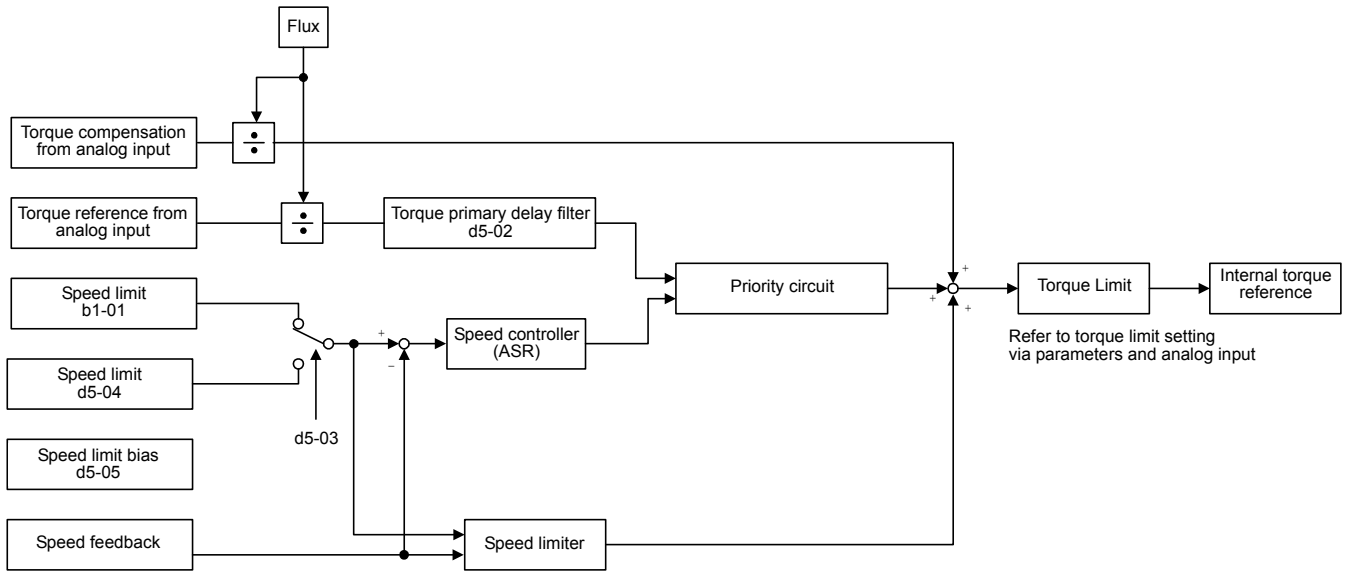 Flux
Torque compensation
from analog input
÷
Torque reference from
analog input
÷
Torque primary delay filter
d5-02
Speed limit
b1-01
Priority circuit
+
+
+
Torque Limit
Internal torque
reference
Refer to torque limit setting
via parameters and analog input
+
−
Speed controller
(ASR)
Speed limit
d5-04
d5-03
Speed limit bias
d5-05
Speed feedback
Speed limiter